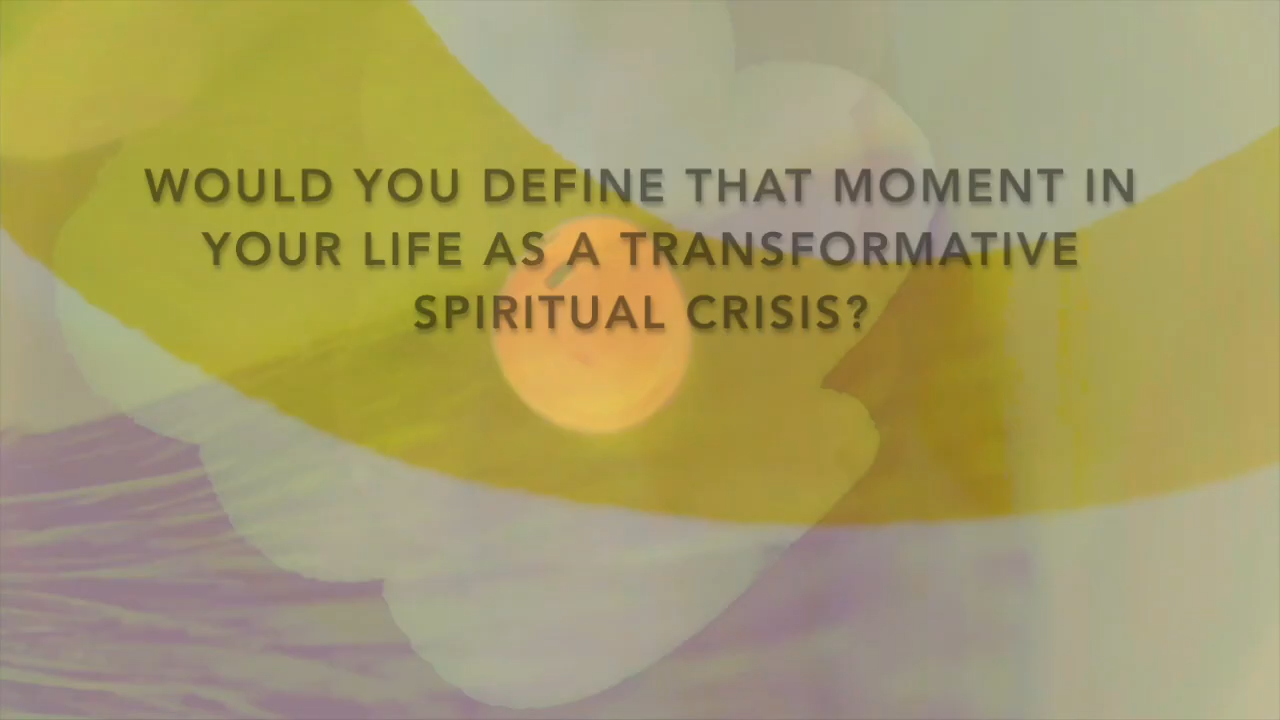 WOULD YOU DEFINE THAT MOMENT IN
YOUR LIFE AS A TRANSFORMATIVE
SPIRITUAL CRISIS?